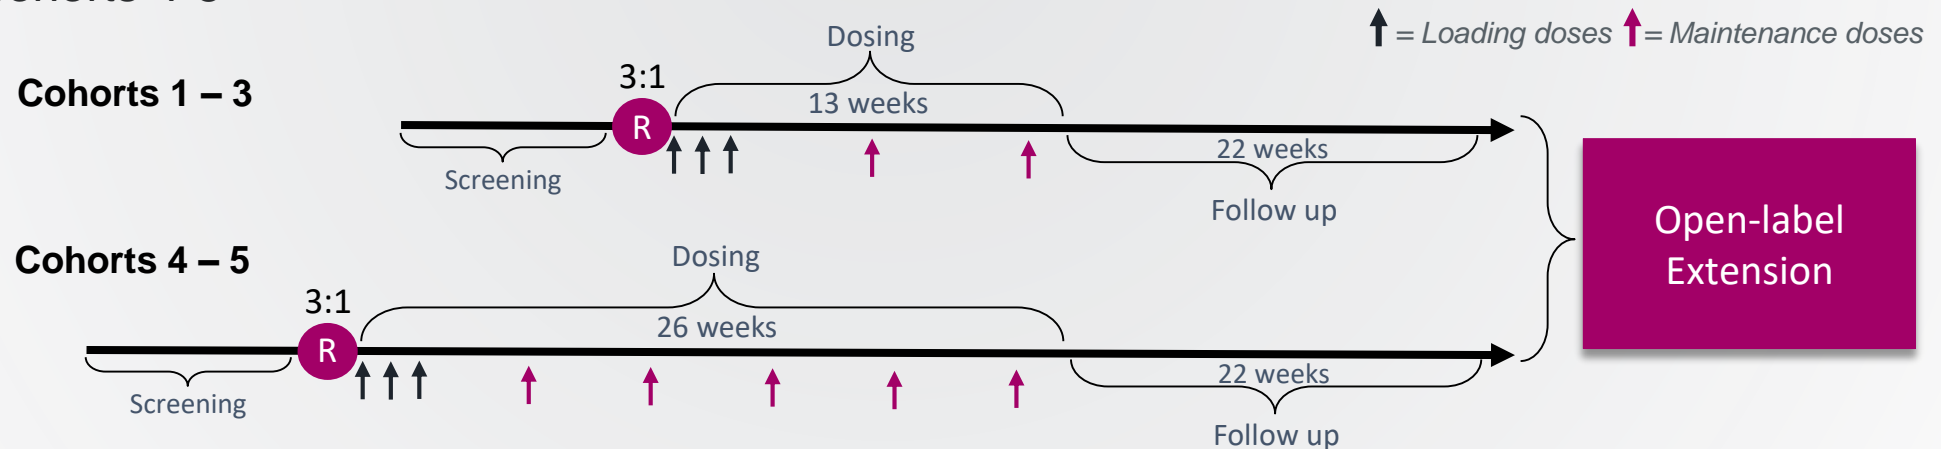 = Loading doses = Maintenance doses
Cohorts 1 – 3
Dosing
3:1
13 weeks
R
Screening
22 weeks
Follow up
Cohorts 4 – 5
Dosing
3:1
26 weeks
R
Screening
22 weeks
Follow up
Open-label
Extension